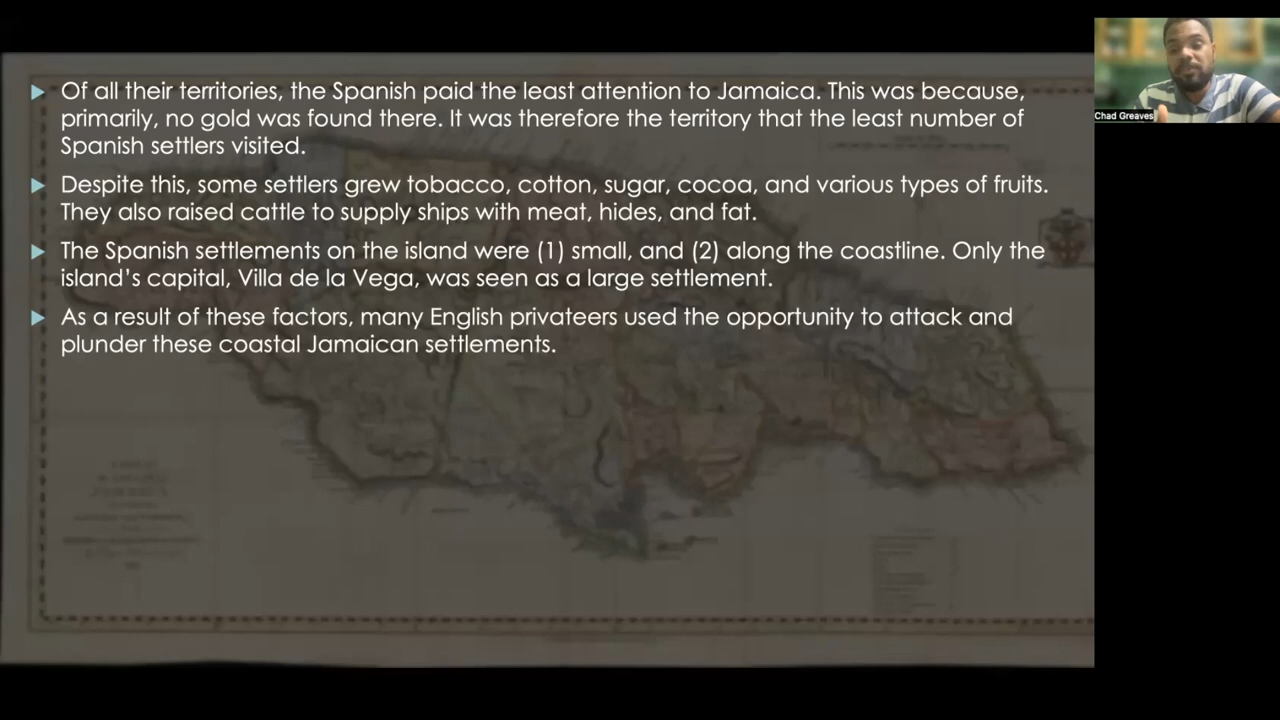 Of all their territories, the Spanish paid the least attention to Jamaica. This was because,
primarily, no gold was found there. It was therefore the territory that the least number of
Spanish settlers visited.
Despite this, some settlers grew tobacco, cotton, sugar, cocoa, and various types of fruits.
They also raised cattle to supply ships with meat, hides, and fat.
The Spanish settlements on the island were (1) small, and (2) along the coastline. Only the
island’s capital, Villa de la Vega, was seen as a large settlement.
As a result of these factors, many English privateers used the opportunity to attack and
plunder these coastal Jamaican settlements.
Chad Greaves